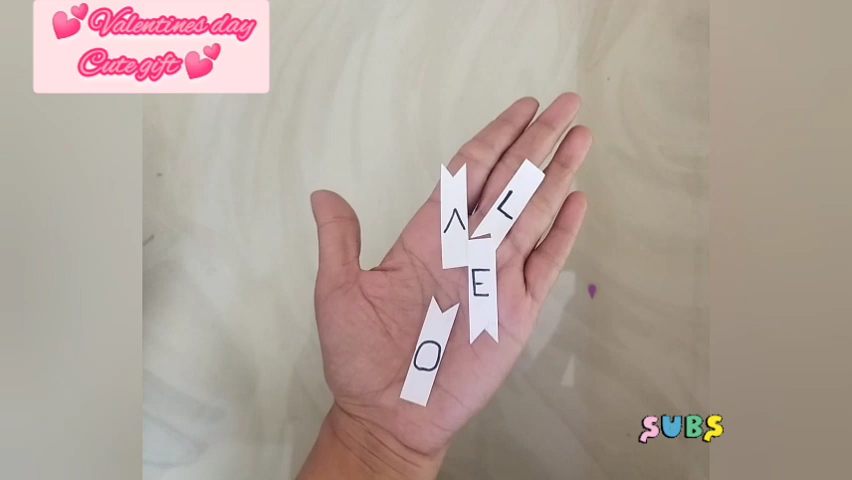 💕 Valentines day
Cute gift 💕
V
L
E
O
SUBS